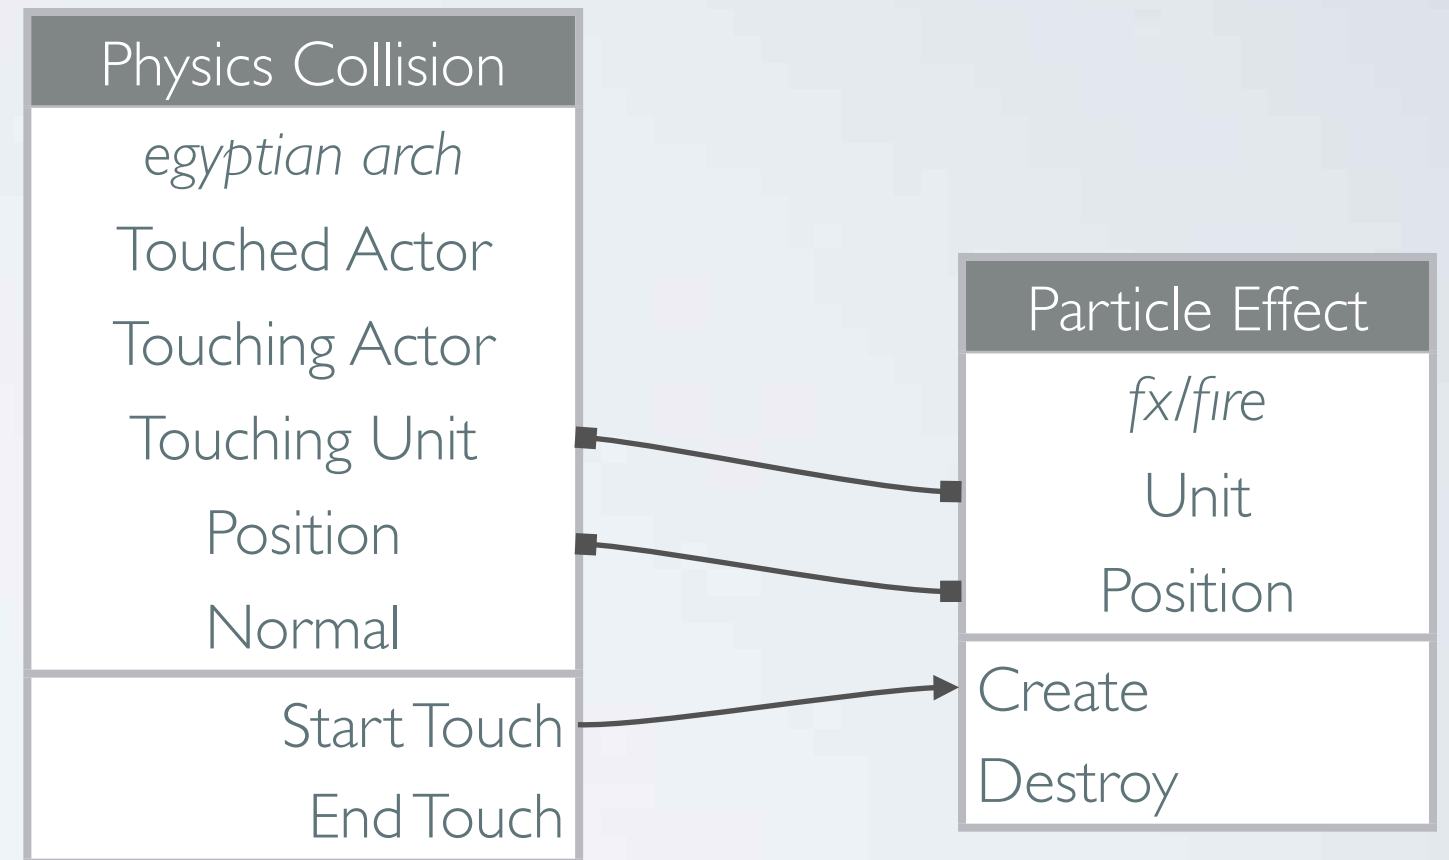 Physics Collision
egyptian arch
Touched Actor
Touching Actor
Touching Unit
Position
Normal
Start Touch
End Touch
Particle Effect
fx/fire
Unit
Position
Create
Destroy